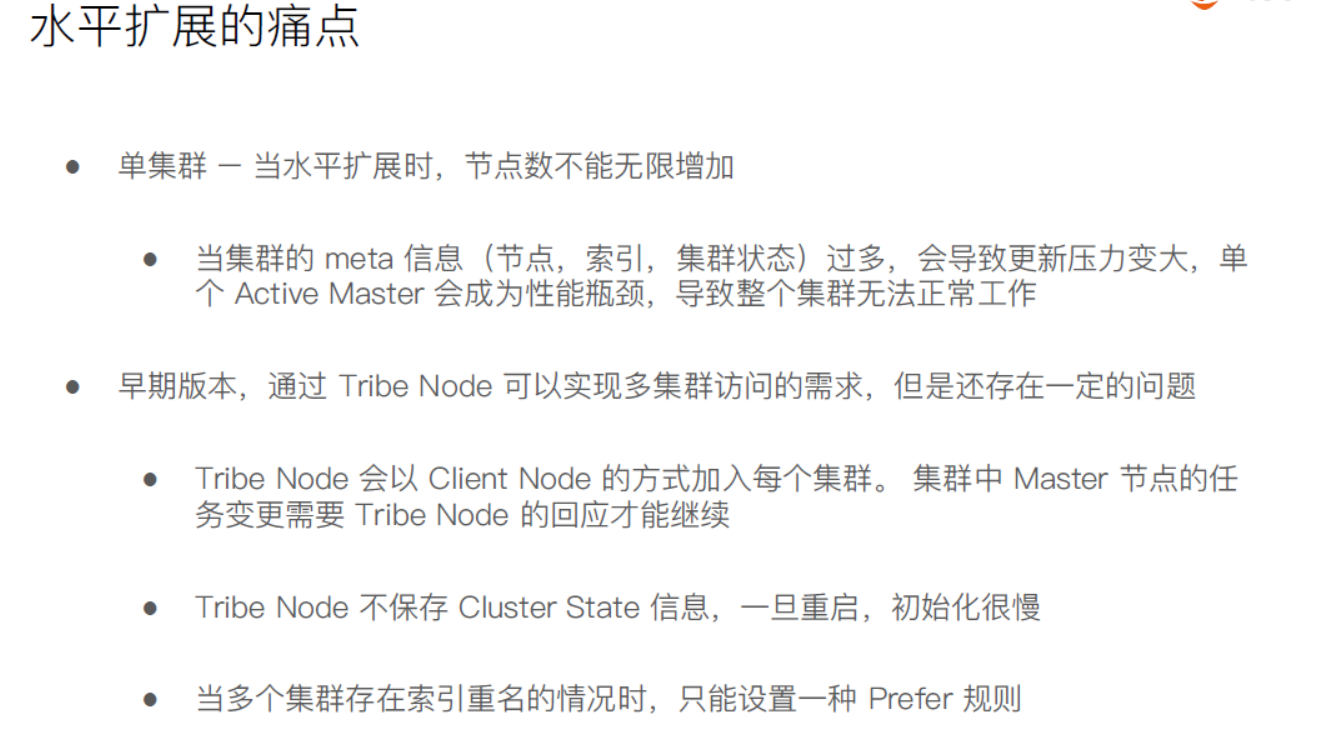 水平扩展的痛点
● 单集群 — 当水平扩展时，节点数不能无限增加
● 当集群的 meta 信息（节点，索引，集群状态）过多，会导致更新压力变大，单
个 Active Master 会成为性能瓶颈，导致整个集群无法正常工作
● 早期版本，通过 Tribe Node 可以实现多集群访问的需求，但是还存在一定的问题
● Tribe Node 会以 Client Node 的方式加入每个集群。 集群中 Master 节点的任
务变更需要 Tribe Node 的回应才能继续
● Tribe Node 不保存 Cluster State 信息，一旦重启，初始化很慢
● 当多个集群存在索引重名的情况时，只能设置一种 Prefer 规则